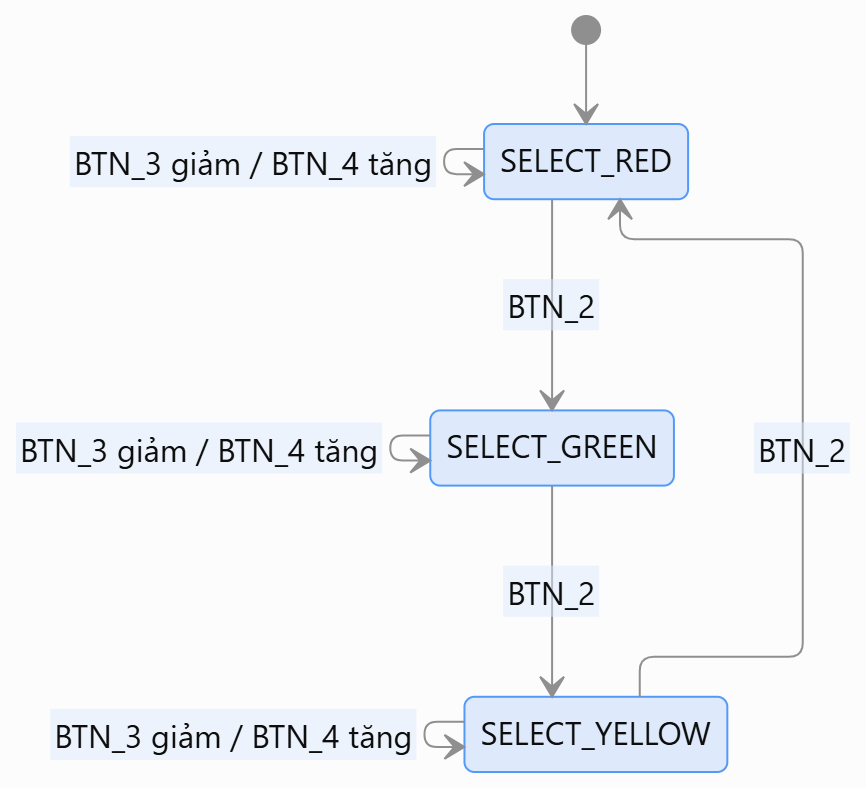 BTN_3 giảm / BTN_4 tăng
SELECT_RED
BTN_2
BTN_3 giảm / BTN_4 tăng
SELECT_GREEN
BTN_2
BTN_2
BTN_3 giảm / BTN_4 tăng
SELECT_YELLOW